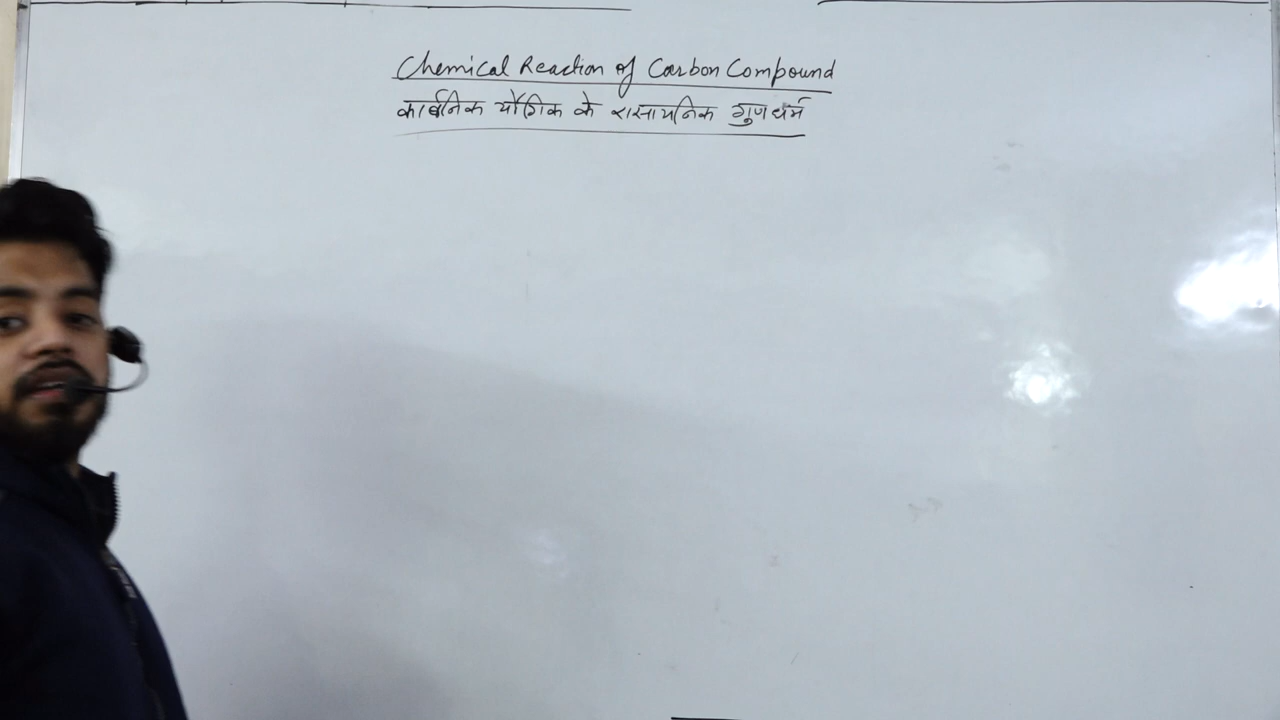 Chemical Reaction of Carbon Compound
कार्बनिक यौगिक के रासायनिक गुणधर्म